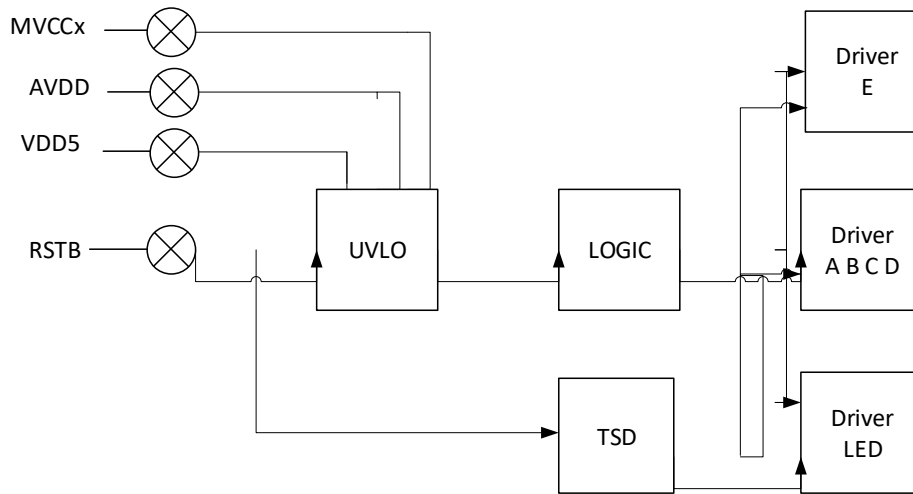 MVCCx
AVDD
VDD5
RSTB
UVLO
LOGIC
TSD
Driver
E
Driver
A B C D
Driver
LED